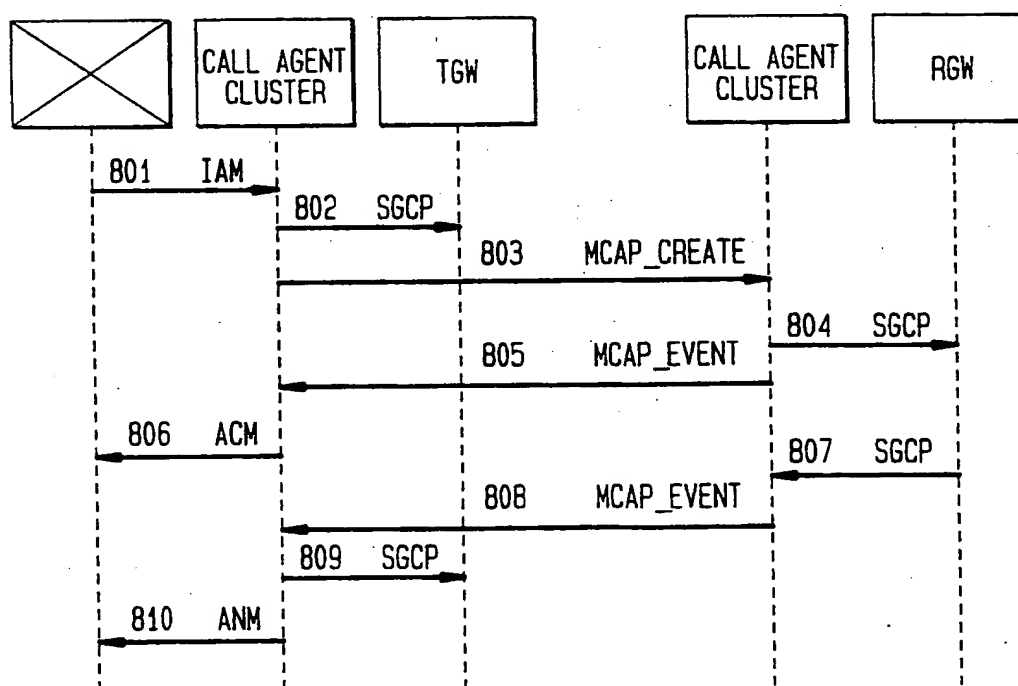 CALL AGENT
CLUSTER
TGW
CALL AGENT
CLUSTER
RGW
801 IAM
802 SGCP
803 MCAP_CREATE
804 SGCP
805 MCAP_EVENT
806 ACM
807 SGCP
808 MCAP_EVENT
809 SGCP
810 ANM